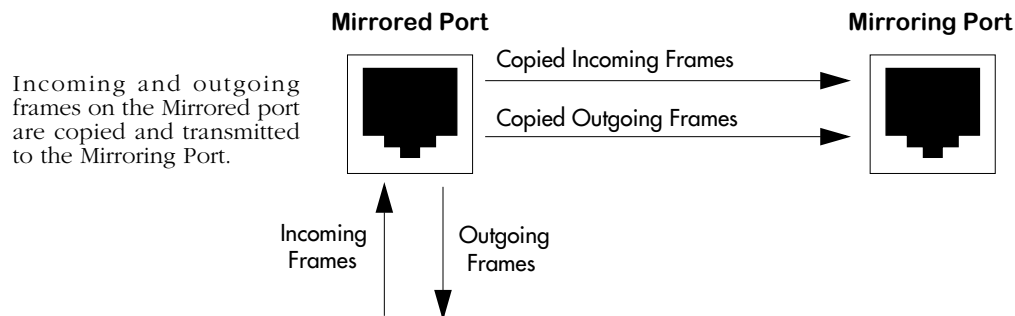 Mirrored Port
Mirroring Port
Incoming and outgoing
frames on the Mirrored port
are copied and transmitted
to the Mirroring Port.
Copied Incoming Frames
Copied Outgoing Frames
Incoming
Frames
Outgoing
Frames